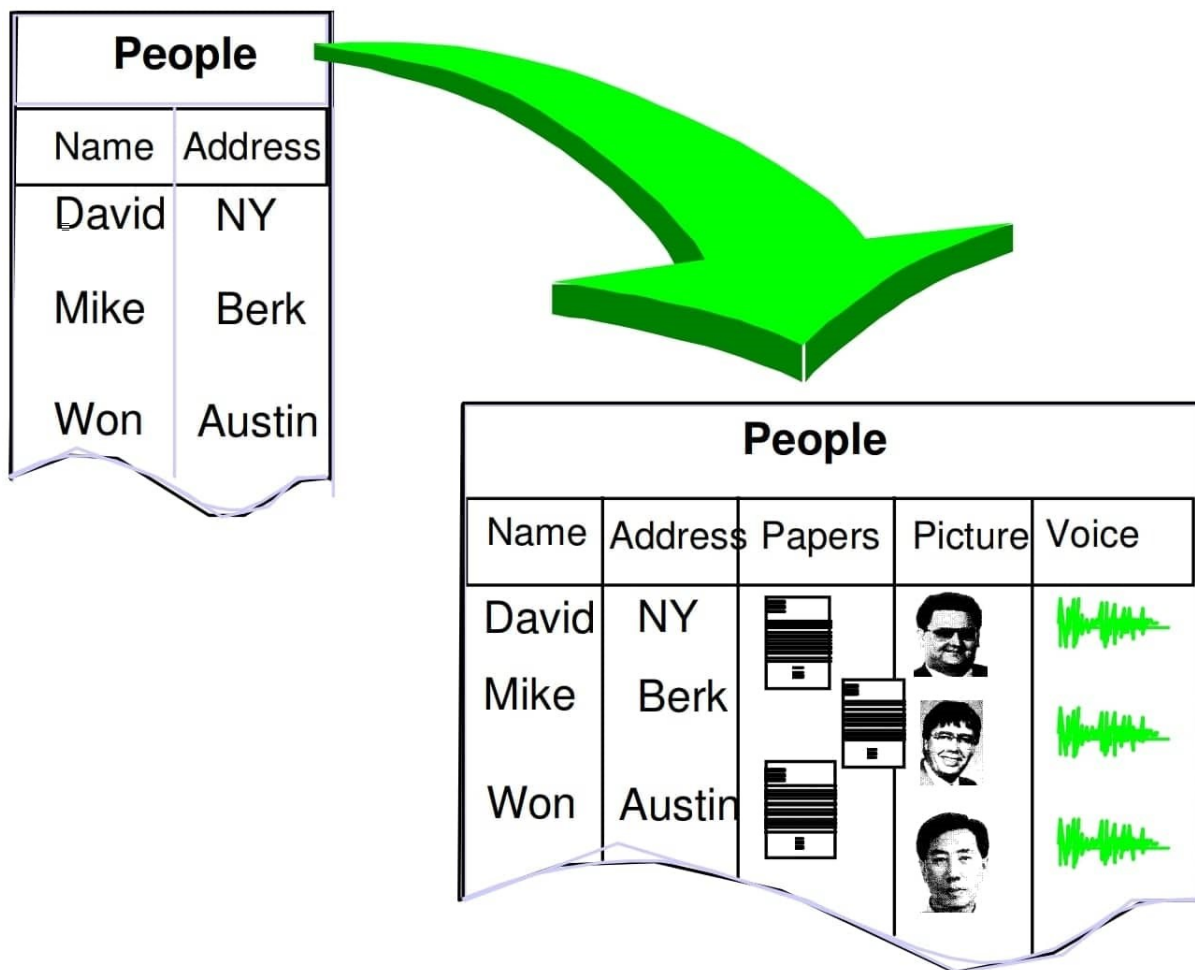 People
Name Address
David NY
Mike Berk
Won Austin
People
Name Address Papers Picture Voice
David NY
Mike Berk
Won Austin